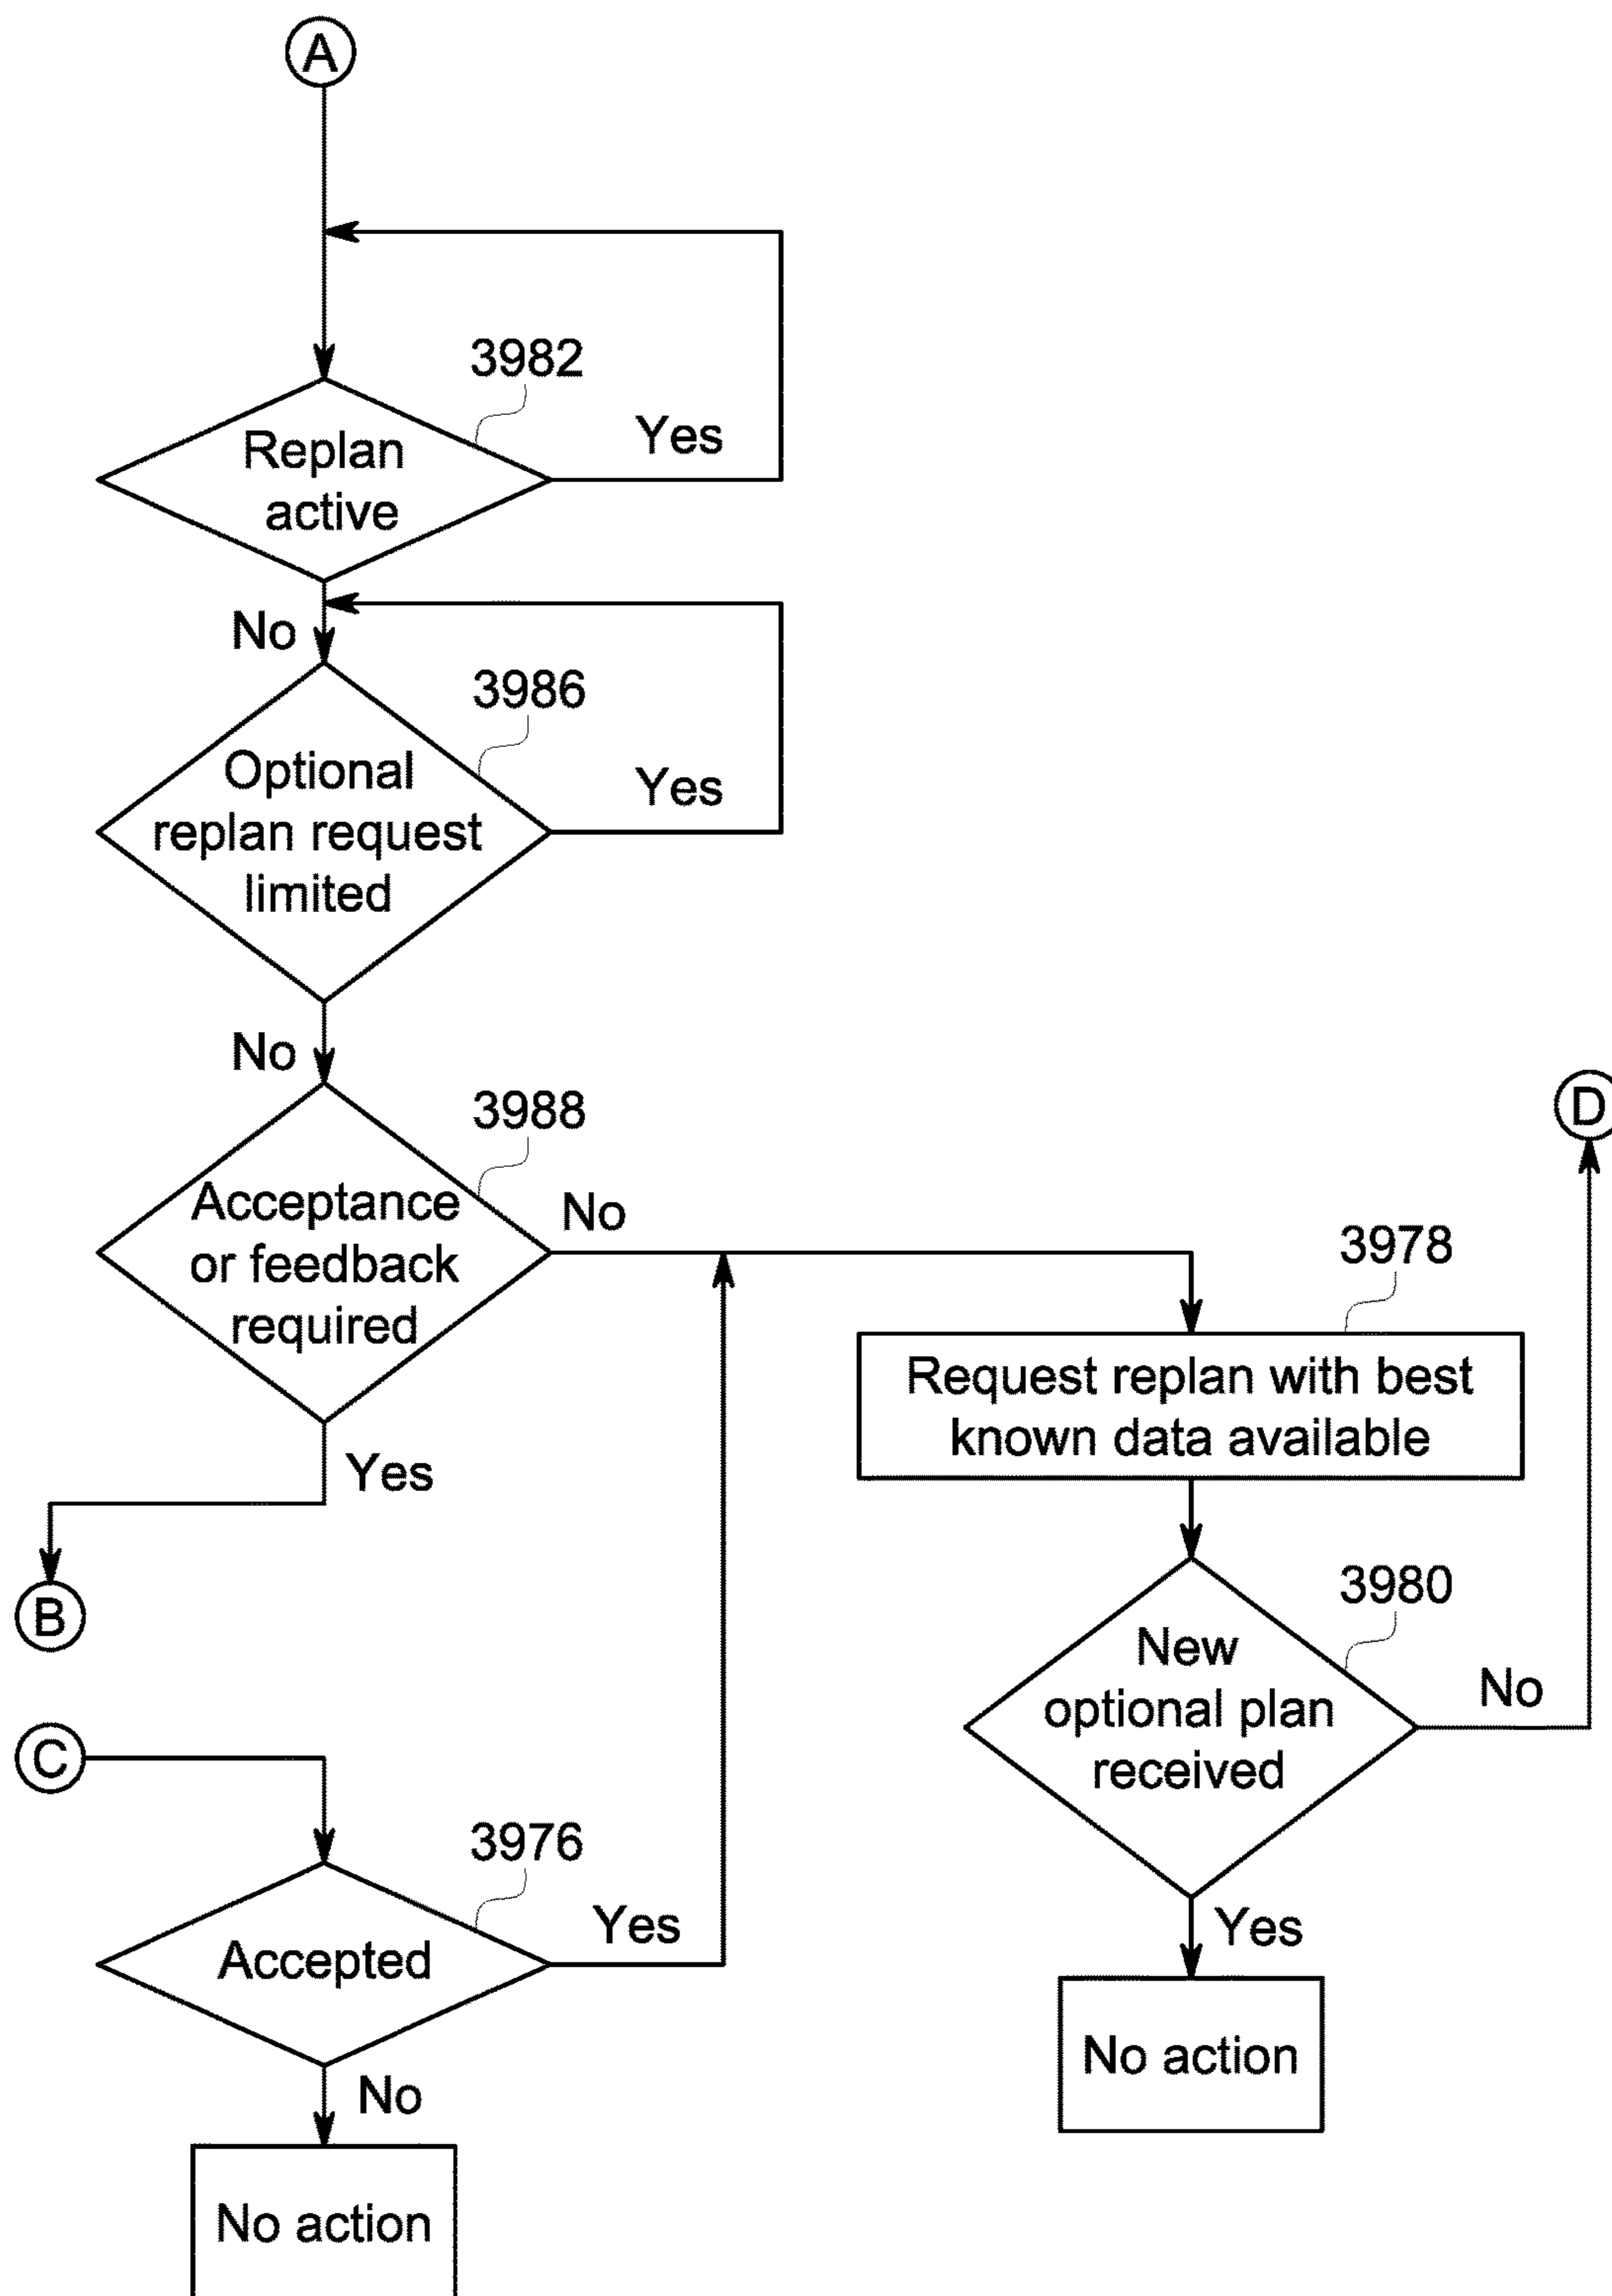 A
3982
Replan
active
Yes
No
3986
Optional
replan request
limited
Yes
No
3988
Acceptance
or feedback
required
No
Yes
B
D
3978
Request replan with best
known data available
3980
New
optional plan
received
No
Yes
No action
C
3976
Accepted
Yes
No
No action